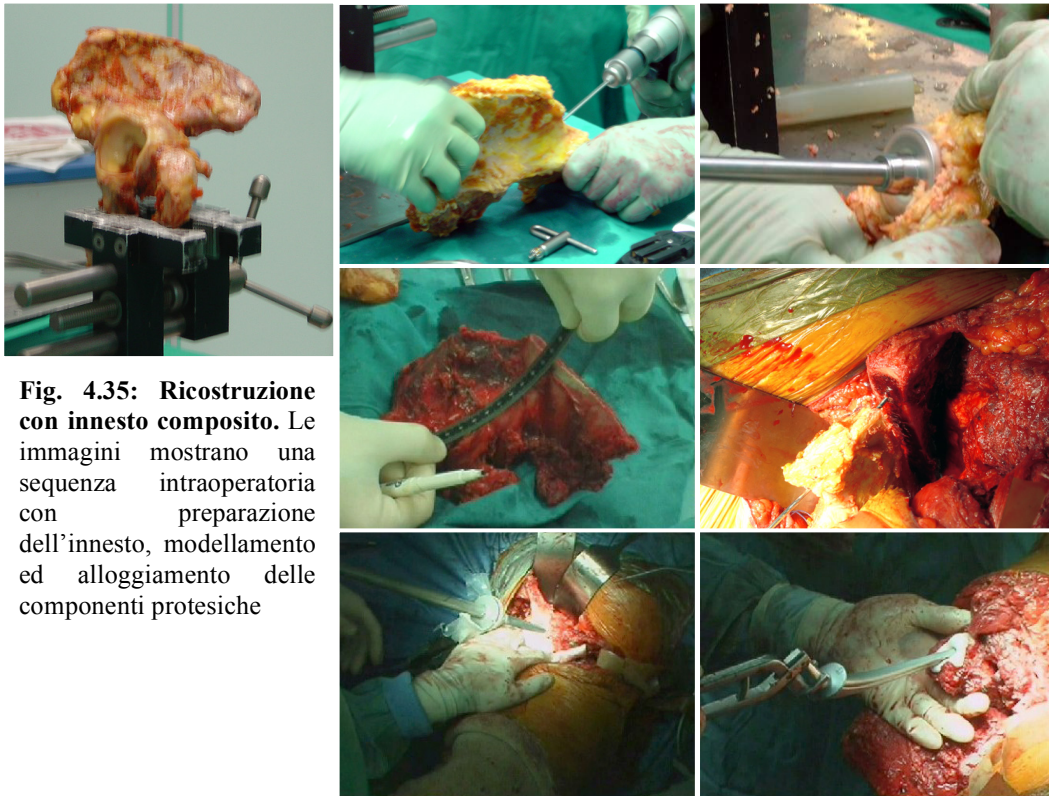 Fig. 4.35: Ricostruzione
con innesto composito. Le
immagini mostrano una
sequenza intraoperatoria
con preparazione
dell’innesto, modellamento
ed alloggiamento delle
componenti protesiche